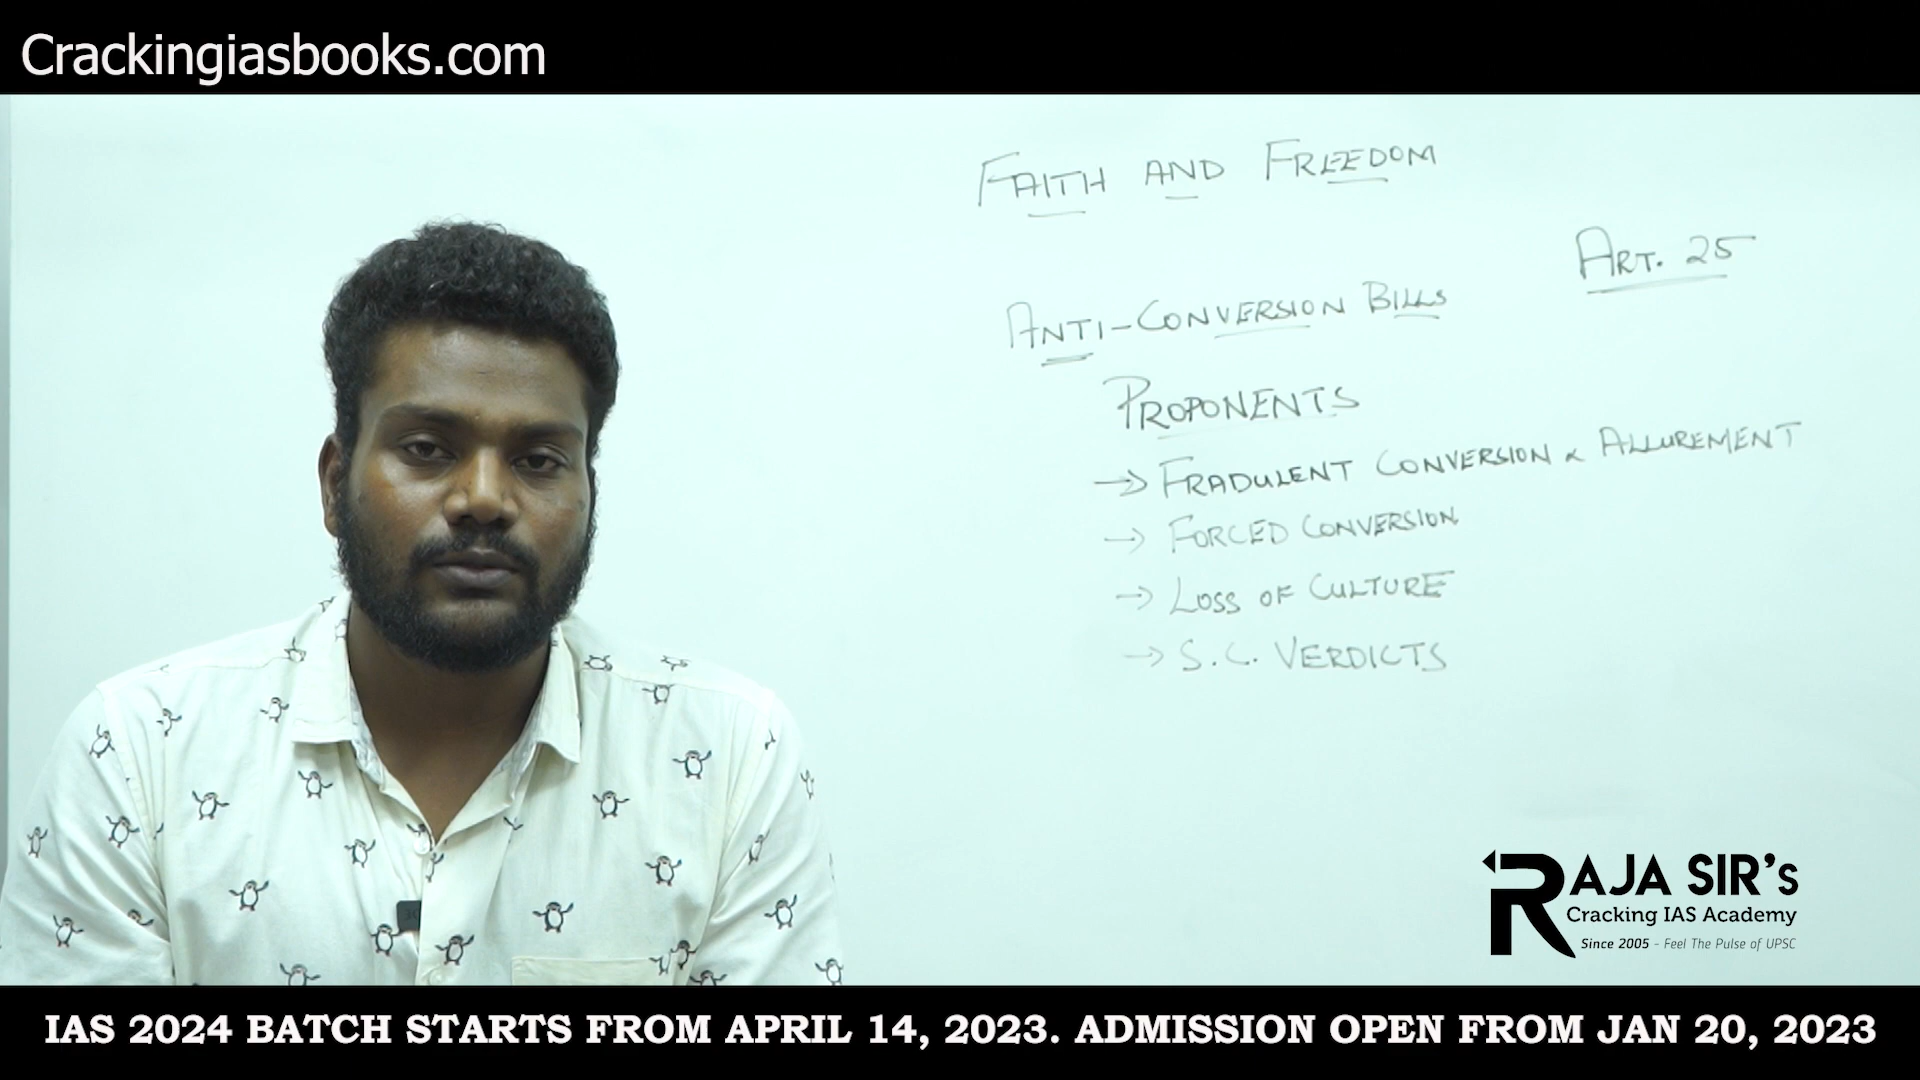 Crackingiasbooks.com
FAITH AND FREEDOM
ART. 25
ANTI-CONVERSION BILLS
PROPONENTS
→ FRADULENT CONVERSION & ALLUREMENT
→ FORCED CONVERSION
→ LOSS OF CULTURE
→ S.C. VERDICTS
RAJA SIR's
Cracking IAS Academy
Since 2005 - Feel The Pulse of UPSC
IAS 2024 BATCH STARTS FROM APRIL 14, 2023. ADMISSION OPEN FROM JAN 20, 2023